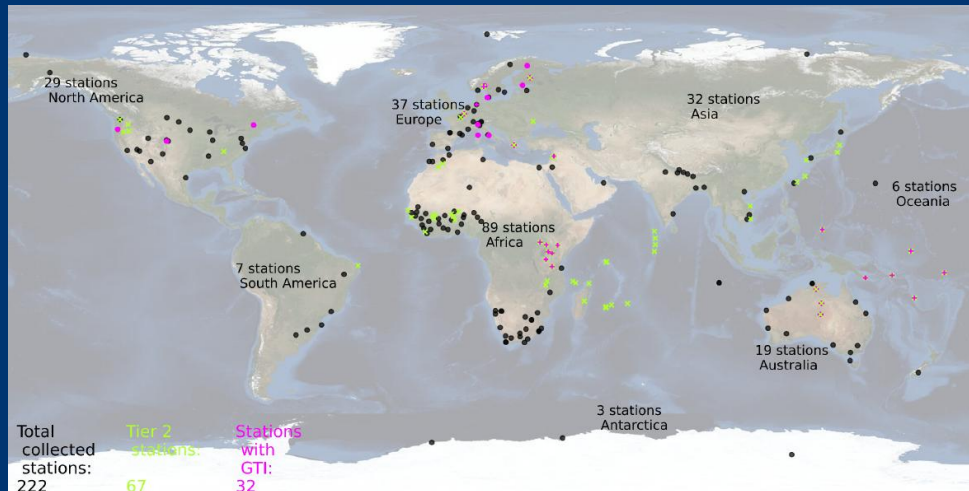 29 stations
North America
37 stations
Europe
32 stations
Asia
6 stations
Oceania
89 stations
Africa
7 stations
South America
19 stations
Australia
3 stations
Antarctica
Total
collected
stations:
222
Tier 2
stations:
67
Stations
with
GTI:
32